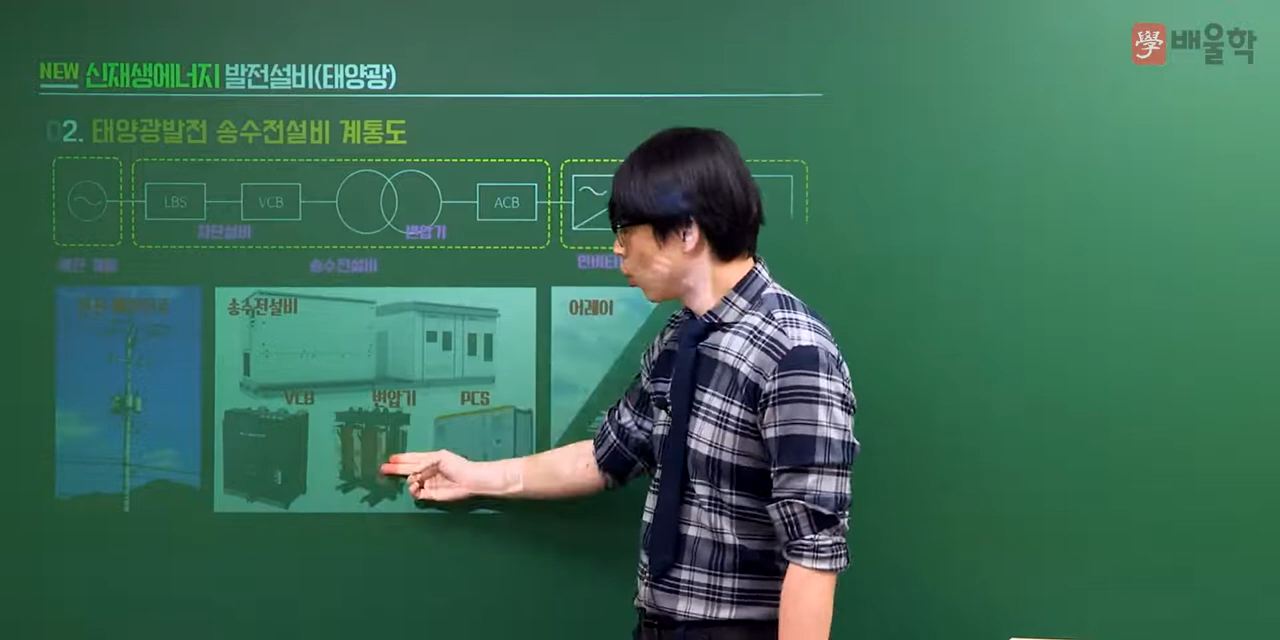 學 배울학
NEW 신재생에너지 발전설비(태양광)
02. 태양광발전 송수전설비 계통도
LBS VCB ACB
차단설비 변압기
송수전설비
송수전설비 어레이
VCB 변압기 PCS